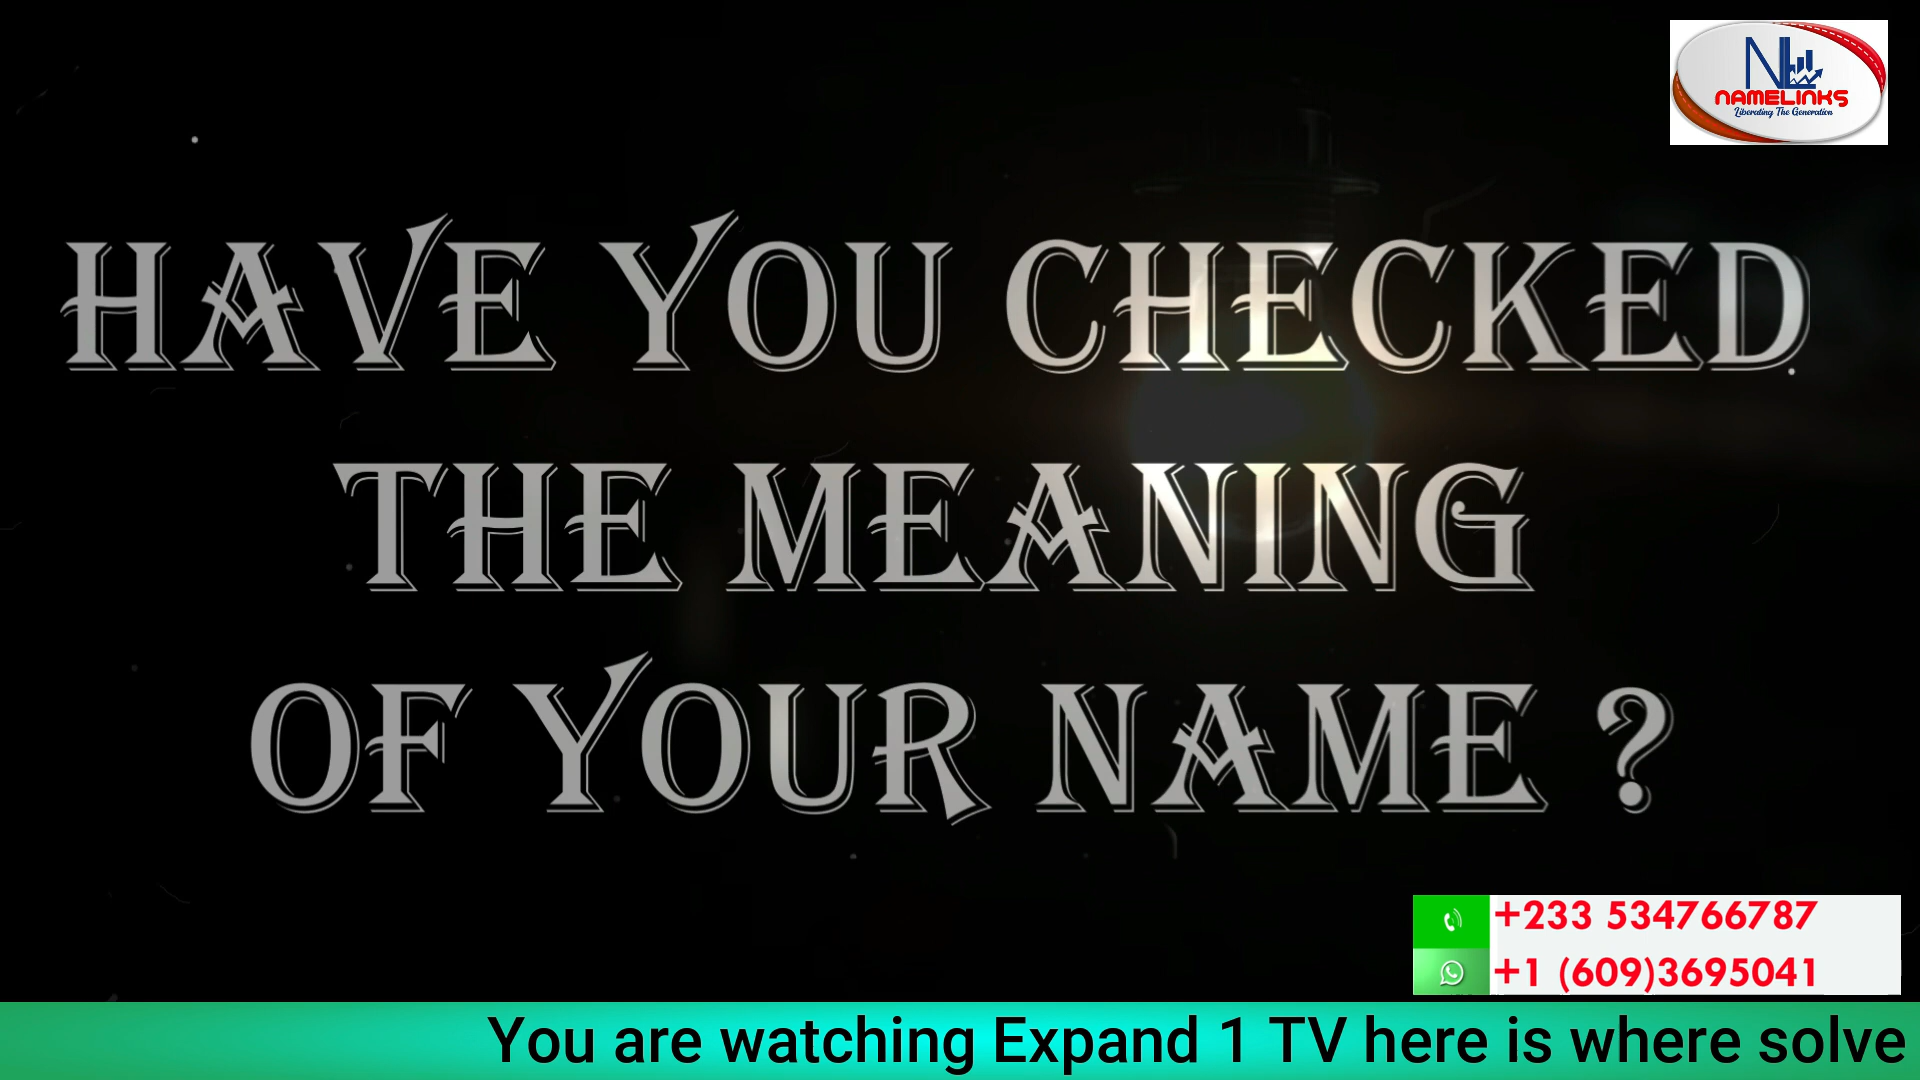 NL
NAMELINKS
Liberating The Generation
HAVE YOU CHECKED
THE MEANING
OF YOUR NAME ?
+233 534766787
+1 (609)3695041
You are watching Expand 1 TV here is where solve